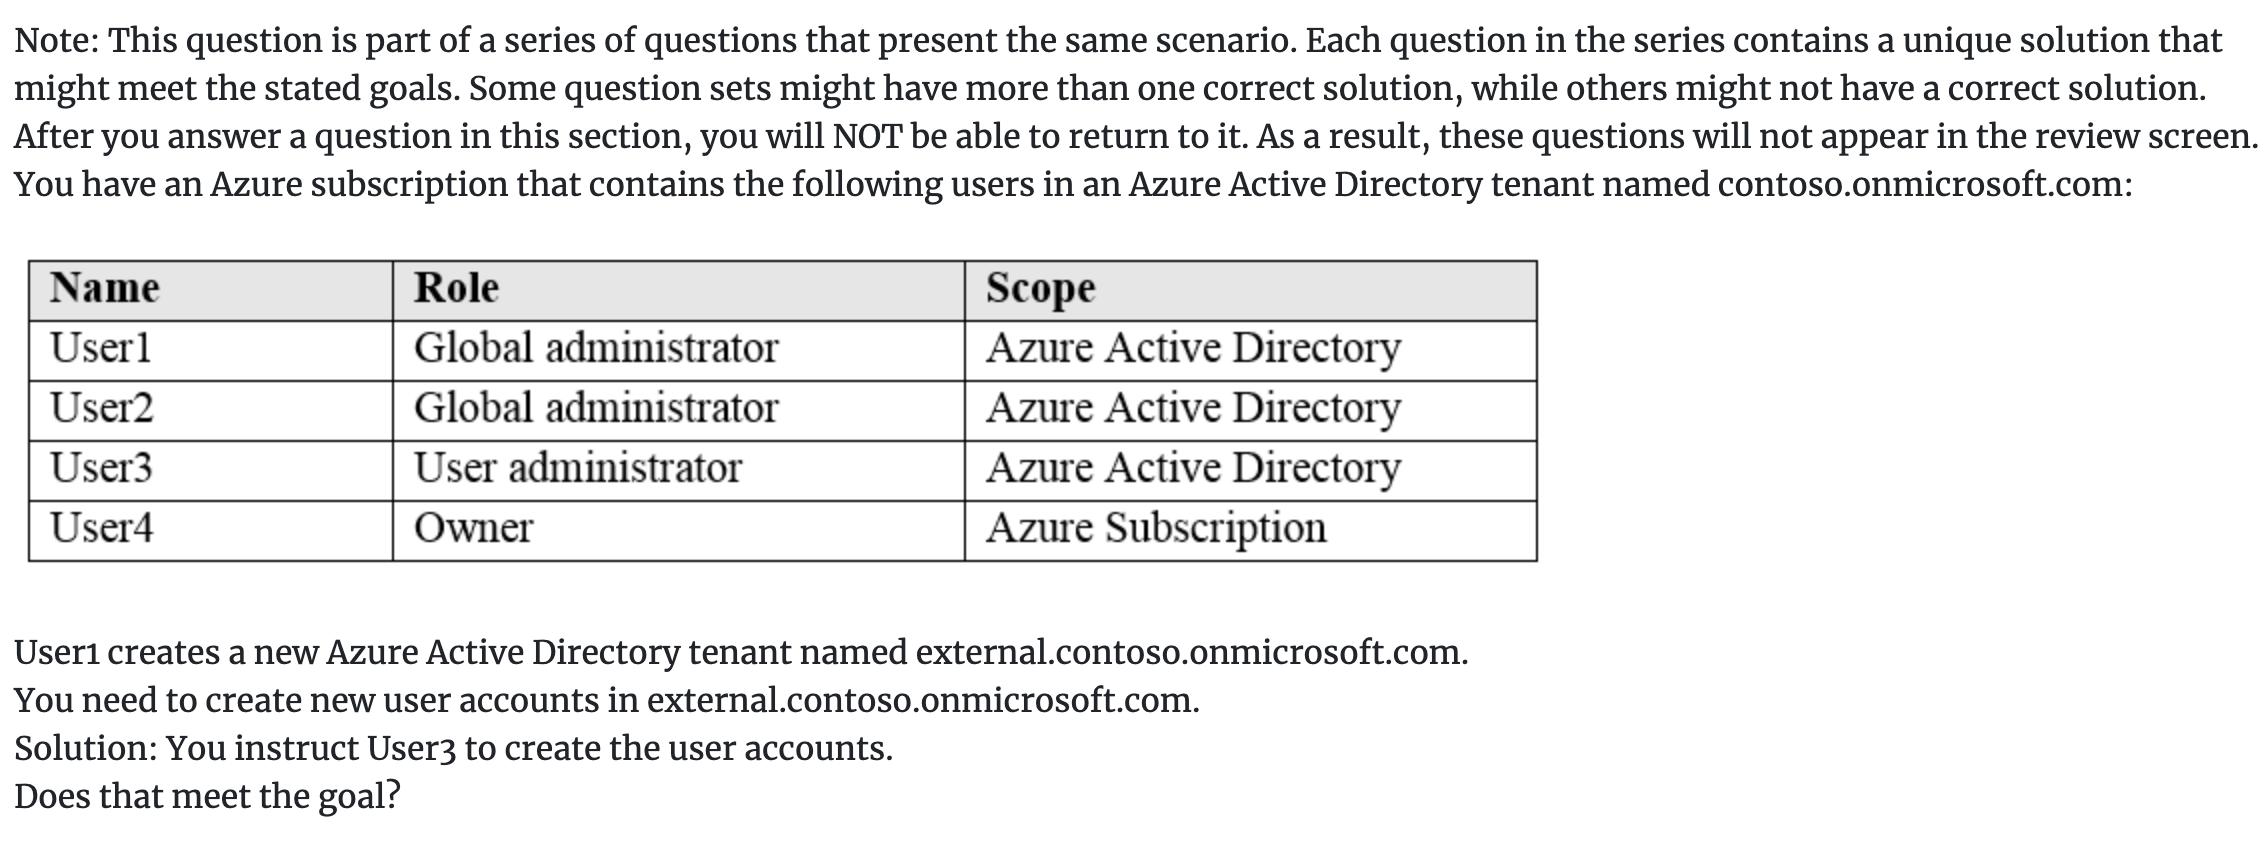 Note: This question is part of a series of questions that present the same scenario. Each question in the series contains a unique solution that
might meet the stated goals. Some question sets might have more than one correct solution, while others might not have a correct solution.
After you answer a question in this section, you will NOT be able to return to it. As a result, these questions will not appear in the review screen.
You have an Azure subscription that contains the following users in an Azure Active Directory tenant named contoso.onmicrosoft.com:
Name Role Scope
User1 Global administrator Azure Active Directory
User2 Global administrator Azure Active Directory
User3 User administrator Azure Active Directory
User4 Owner Azure Subscription
User1 creates a new Azure Active Directory tenant named external.contoso.onmicrosoft.com.
You need to create new user accounts in external.contoso.onmicrosoft.com.
Solution: You instruct User3 to create the user accounts.
Does that meet the goal?